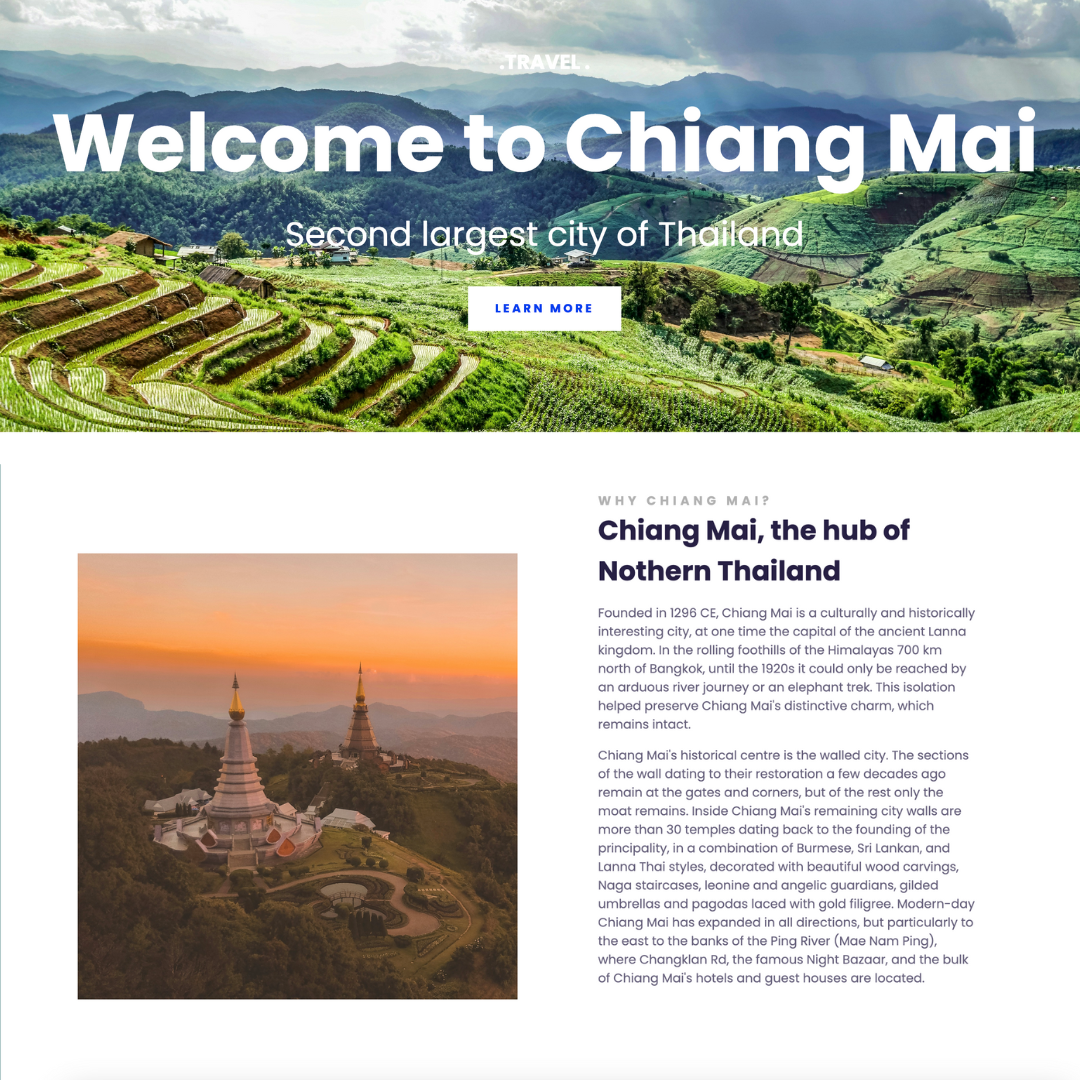 .TRAVEL .
Welcome to Chiang Mai
Second largest city of Thailand
LEARN MORE
WHY CHIANG MAI?
Chiang Mai, the hub of
Nothern Thailand
Founded in 1296 CE, Chiang Mai is a culturally and historically
interesting city, at one time the capital of the ancient Lanna
kingdom. In the rolling foothills of the Himalayas 700 km
north of Bangkok, until the 1920s it could only be reached by
an arduous river journey or an elephant trek. This isolation
helped preserve Chiang Mai's distinctive charm, which
remains intact.
Chiang Mai's historical centre is the walled city. The sections
of the wall dating to their restoration a few decades ago
remain at the gates and corners, but of the rest only the
moat remains. Inside Chiang Mai's remaining city walls are
more than 30 temples dating back to the founding of the
principality, in a combination of Burmese, Sri Lankan, and
Lanna Thai styles, decorated with beautiful wood carvings,
Naga staircases, leonine and angelic guardians, gilded
umbrellas and pagodas laced with gold filigree. Modern-day
Chiang Mai has expanded in all directions, but particularly to
the east to the banks of the Ping River (Mae Nam Ping),
where Changklan Rd, the famous Night Bazaar, and the bulk
of Chiang Mai's hotels and guest houses are located.